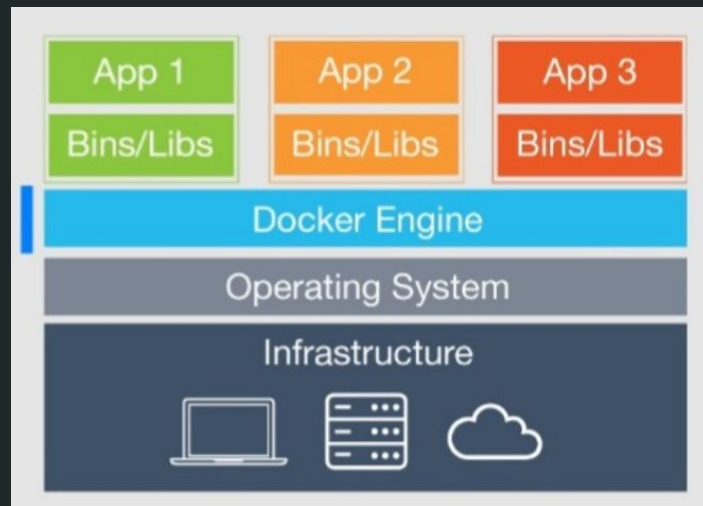 App 1
App 2
App 3
Bins/Libs
Bins/Libs
Bins/Libs
Docker Engine
Operating System
Infrastructure